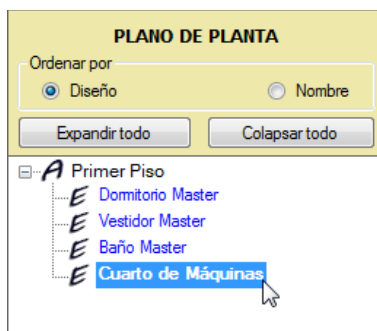 PLANO DE PLANTA
Ordenar por
Diseño Nombre
Expandir todo Colapsar todo
A Primer Piso
E Dormitorio Master
E Vestidor Master
E Baño Master
E Cuarto de Máquinas